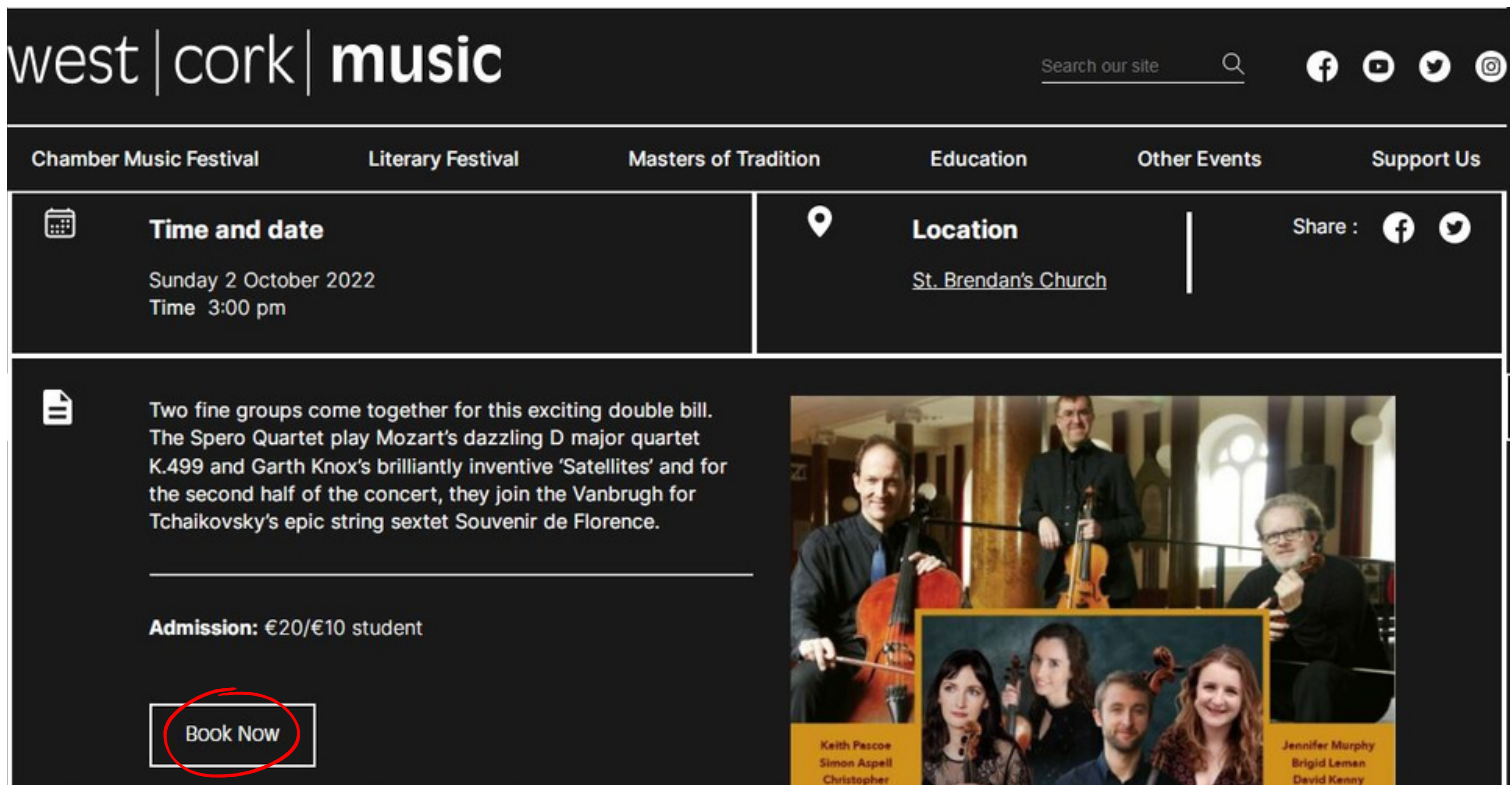 west | cork | music
Search our site
Chamber Music Festival
Literary Festival
Masters of Tradition
Education
Other Events
Support Us
Time and date
Sunday 2 October 2022
Time 3:00 pm
Location
St. Brendan's Church
Share :
Two fine groups come together for this exciting double bill.
The Spero Quartet play Mozart's dazzling D major quartet
K.499 and Garth Knox's brilliantly inventive ‘Satellites’ and for
the second half of the concert, they join the Vanbrugh for
Tchaikovsky's epic string sextet Souvenir de Florence.
Admission: €20/€10 student
Book Now
Keith Pascoe
Simon Aspell
Christopher
Jennifer Murphy
Brigid Leman
David Kenny